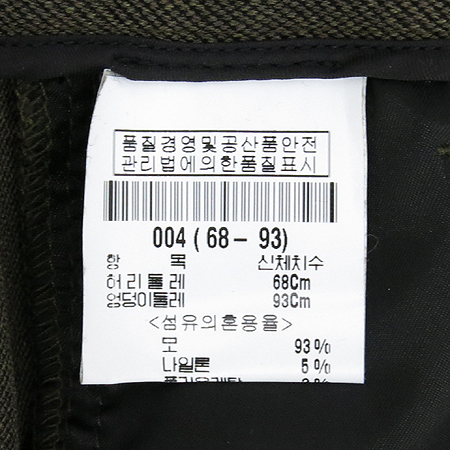 품질경영및공산품안전
관리법에의한품질표시
004 ( 68 - 93)
항 목 신체치수
허리둘레 68Cm
엉덩이둘레 93Cm
<섬유의혼용율>
모 93%
나일론 5%